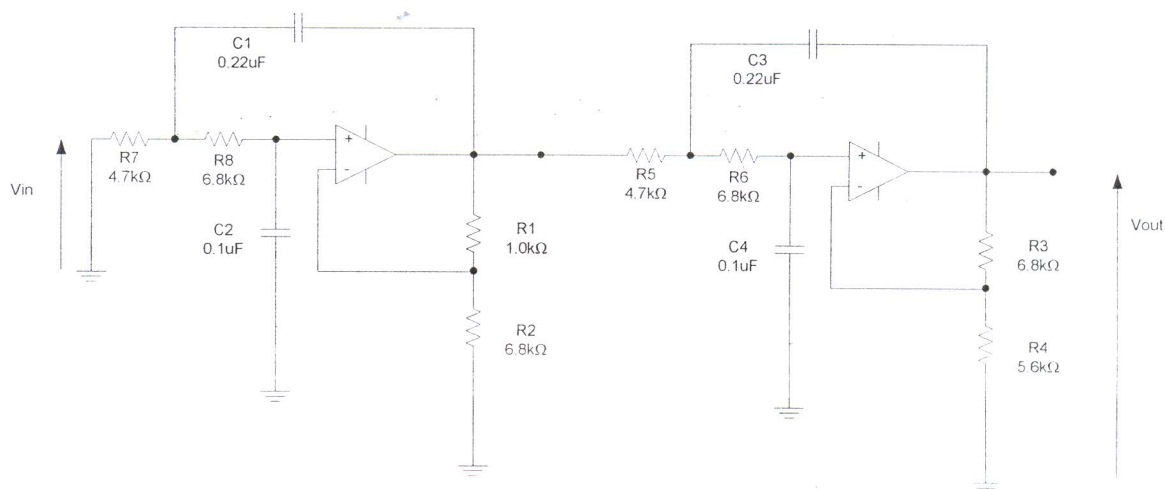 C1
0.22uF
C3
0.22uF
+
-
+
-
R7
4.7kΩ
R8
6.8kΩ
R5
4.7kΩ
R6
6.8kΩ
Vin
C2
0.1uF
R1
1.0kΩ
C4
0.1uF
R3
6.8kΩ
Vout
R2
6.8kΩ
R4
5.6kΩ